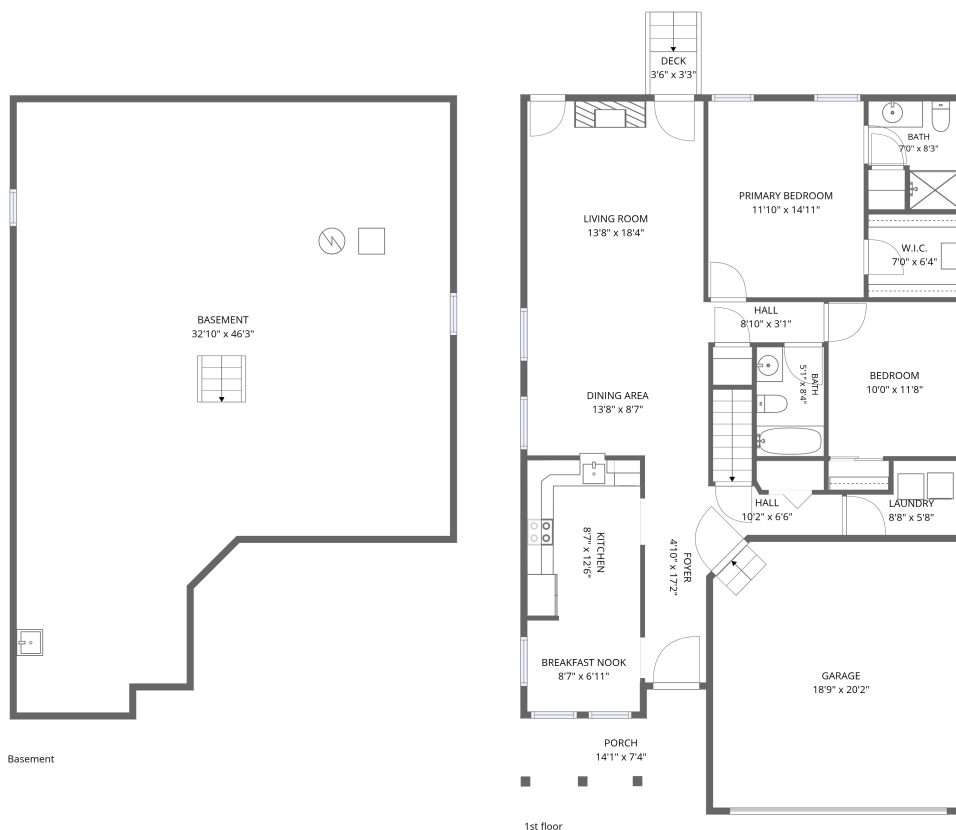 BASEMENT
32'10" x 46'3"
Basement
DECK
3'6" x 3'3"
BATH
7'0" x 8'3"
PRIMARY BEDROOM
11'10" x 14'11"
LIVING ROOM
13'8" x 18'4"
W.I.C.
7'0" x 6'4"
HALL
8'10" x 3'1"
BATH
5'1" x 8'4"
BEDROOM
10'0" x 11'8"
DINING AREA
13'8" x 8'7"
HALL
10'2" x 6'6"
LAUNDRY
8'8" x 5'8"
KITCHEN
8'7" x 12'6"
FOYER
4'10" x 17'2"
BREAKFAST NOOK
8'7" x 6'11"
GARAGE
18'9" x 20'2"
PORCH
14'1" x 7'4"
1st floor